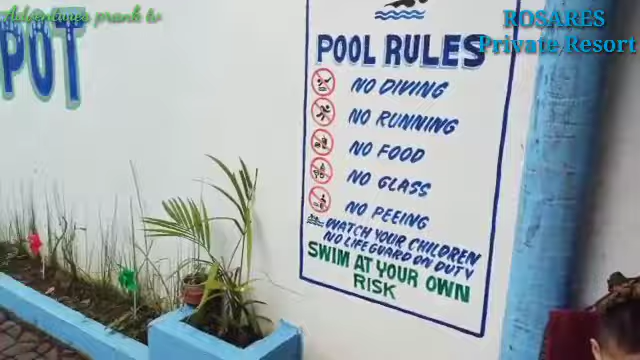 Adventures prank tv
ROSARES
Private Resort
POT
POOL RULES
NO DIVING
NO RUNNING
NO FOOD
NO GLASS
NO PEEING
WATCH YOUR CHILDREN
NO LIFEGUARD ON DUTY
SWIM AT YOUR OWN
RISK